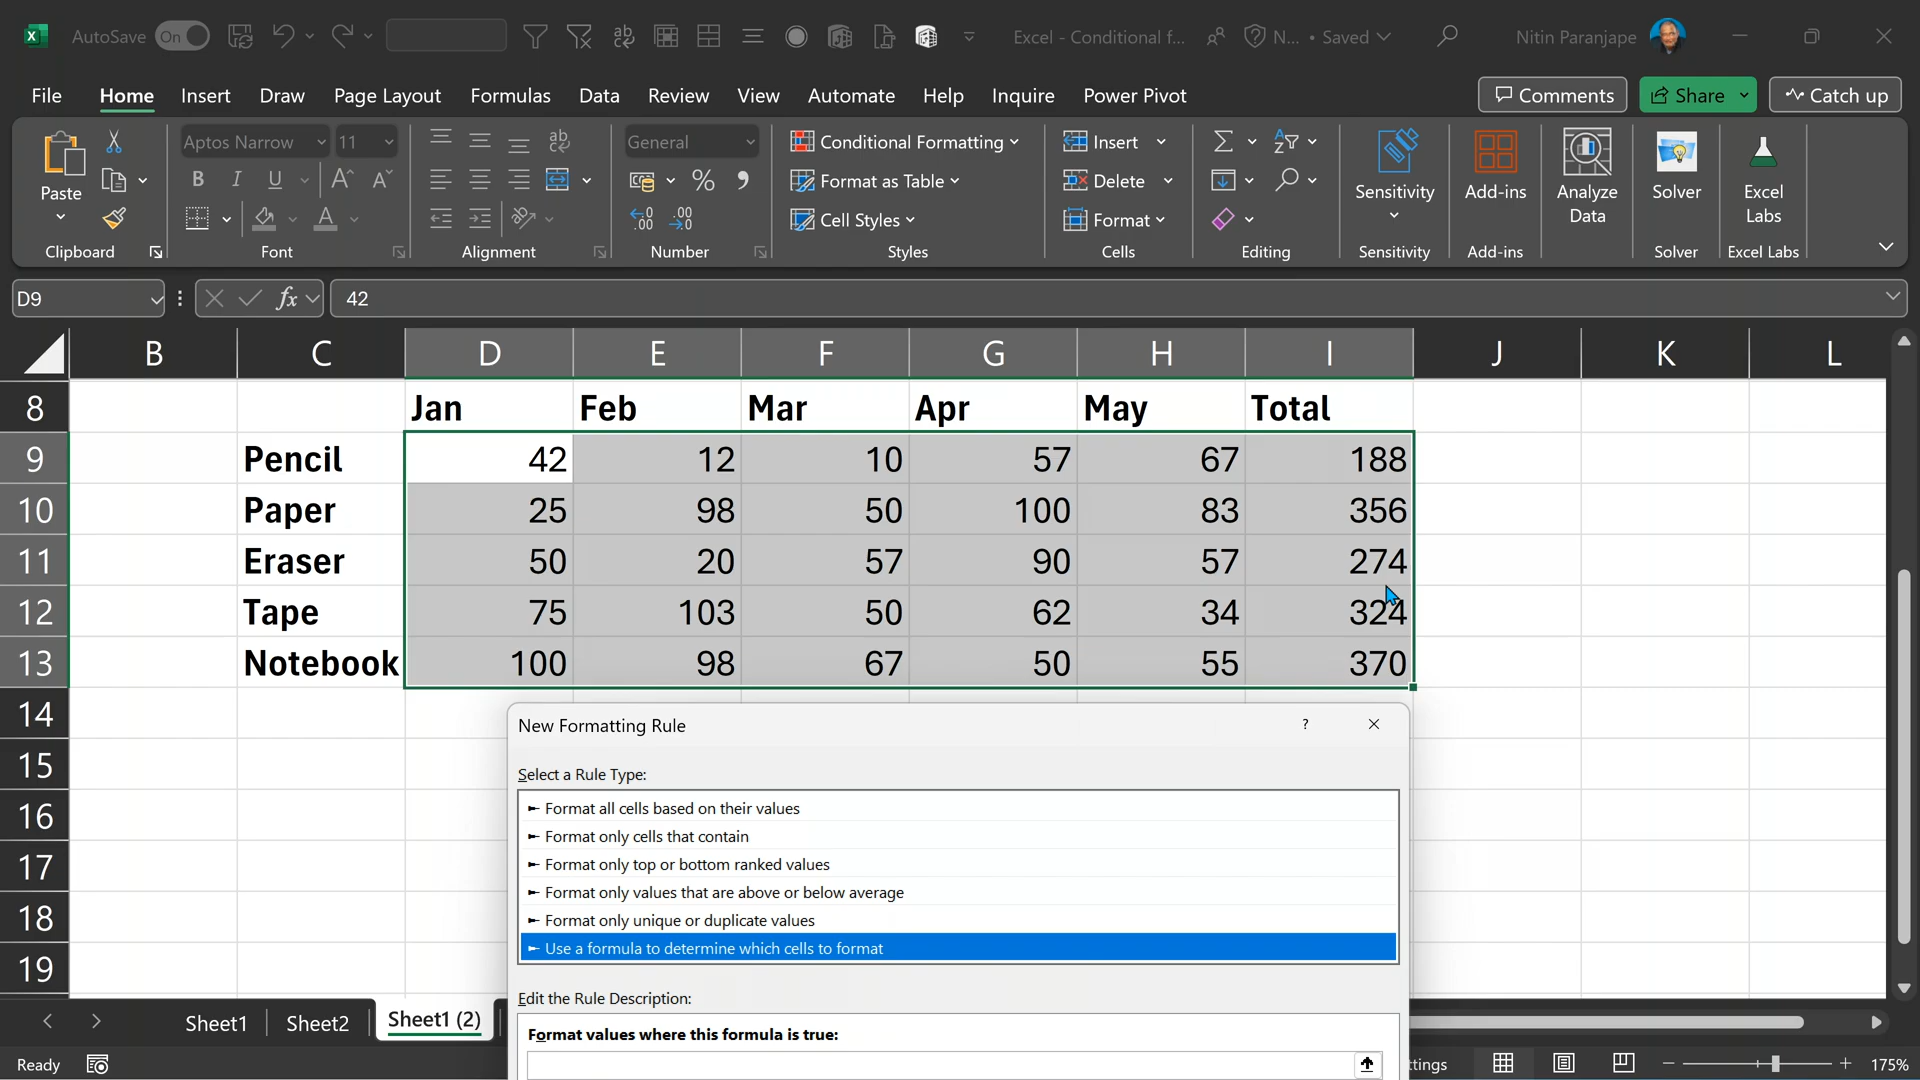 AutoSave On Excel - Conditional f... N... • Saved Nitin Paranjape
File Home Insert Draw Page Layout Formulas Data Review View Automate Help Inquire Power Pivot Comments Share Catch up
Paste
Clipboard
Aptos Narrow 11
B I U A A
A
Font
ab
Alignment
General
% 9
.00 .00
Number
Conditional Formatting
Format as Table
Cell Styles
Styles
Insert
Delete
Format
Cells
Editing
Sensitivity
Sensitivity
Add-ins
Add-ins
Analyze
Data
Solver
Solver
Excel
Labs
Excel Labs
D9 fx 42
B C D E F G H I J K L
8 Jan Feb Mar Apr May Total
9 Pencil 42 12 10 57 67 188
10 Paper 25 98 50 100 83 356
11 Eraser 50 20 57 90 57 274
12 Tape 75 103 50 62 34 324
13 Notebook 100 98 67 50 55 370
14
15
16
17
18
19
New Formatting Rule ?
Select a Rule Type:
► Format all cells based on their values
► Format only cells that contain
► Format only top or bottom ranked values
► Format only values that are above or below average
► Format only unique or duplicate values
► Use a formula to determine which cells to format
Edit the Rule Description:
Format values where this formula is true:
Sheet1 Sheet2 Sheet1 (2)
Ready ttings 175%